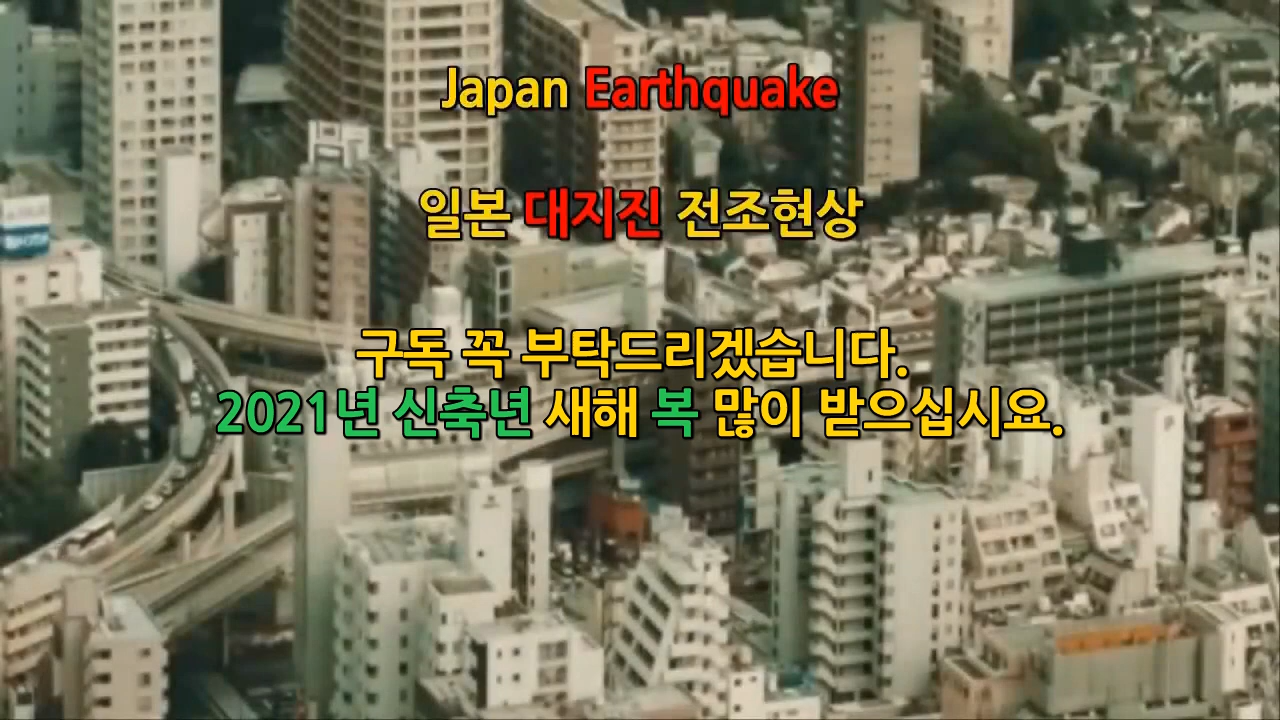 Japan Earthquake
일본 대지진 전조현상
구독 꼭 부탁드리겠습니다.
2021년 신축년 새해 복 많이 받으십시요.